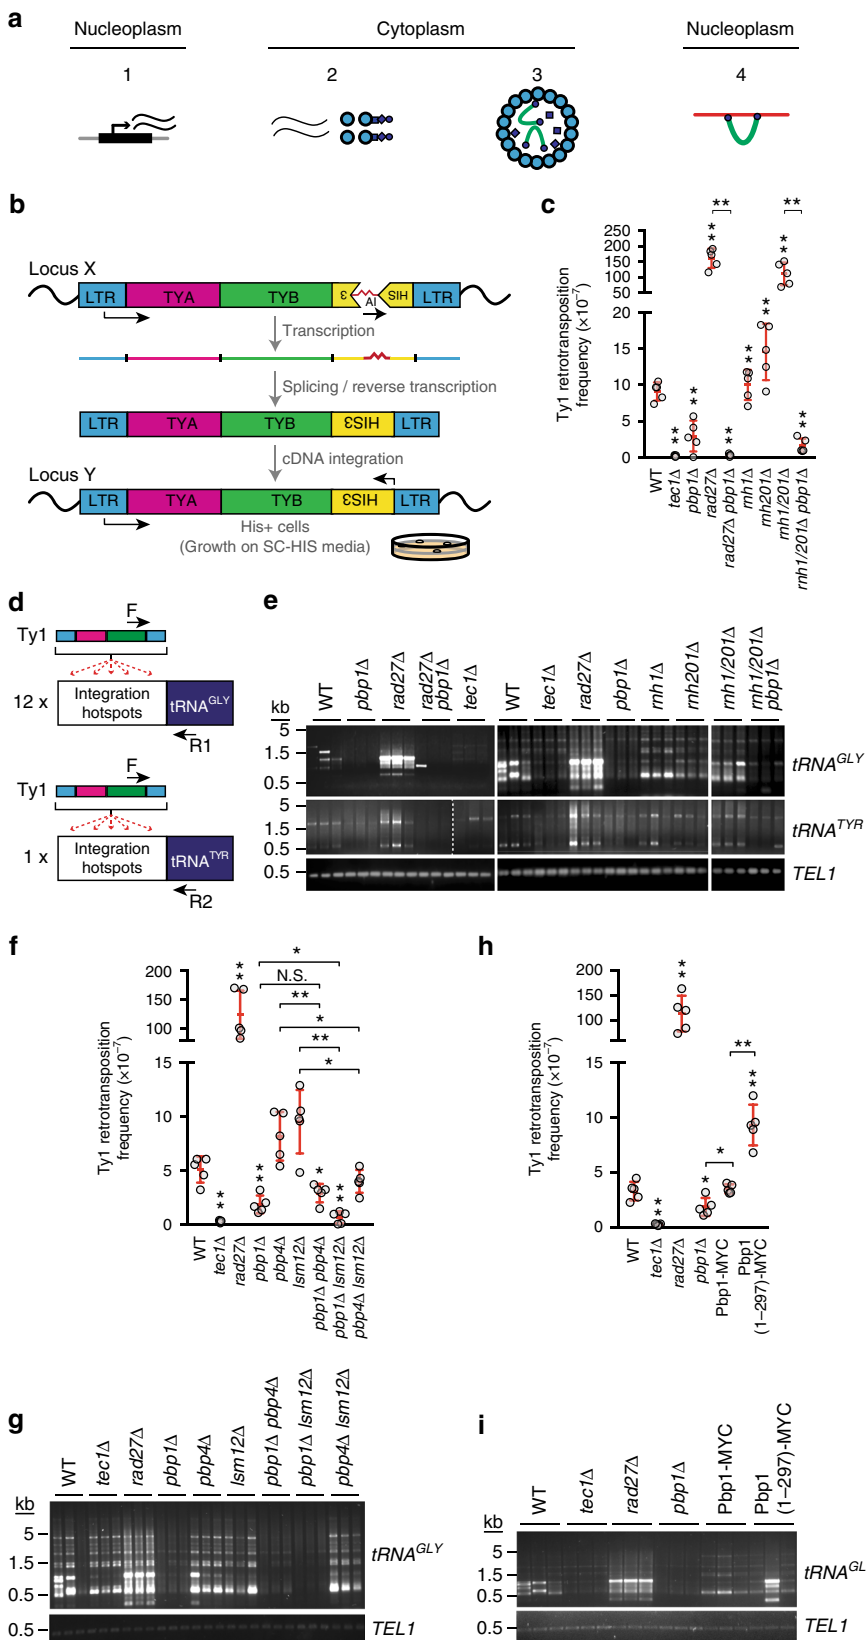 a
Nucleoplasm
Cytoplasm
Nucleoplasm
1
2
3
4
b
Locus X
LTR
TYA
TYB
3
AI
HIS
LTR
Transcription
Splicing / reverse transcription
LTR
TYA
TYB
HIS3
LTR
cDNA integration
Locus Y
LTR
TYA
TYB
HIS3
LTR
His+ cells
(Growth on SC-HIS media)
c
Ty1 retrotransposition
frequency (×10⁻⁷)
250
200
150
100
50
20
15
10
5
0
**
**
**
**
**
**
**
**
**
**
**
WT
tec1Δ
pbp1Δ
rad27Δ
rad27Δ pbp1Δ
rnh1Δ
rnh201Δ
rnh1/201Δ
rnh1/201Δ pbp1Δ
d
F
Ty1
12 x
Integration
hotspots
tRNA^GLY
R1
F
Ty1
1 x
Integration
hotspots
tRNA^TYR
R2
e
WT
pbp1Δ
rad27Δ
rad27Δ
pbp1Δ
tec1Δ
WT
tec1Δ
rad27Δ
pbp1Δ
rnh1Δ
rnh201Δ
rnh1/201Δ
rnh1/201Δ
pbp1Δ
kb
5
1.5
0.5
tRNA^GLY
5
1.5
0.5
tRNA^TYR
0.5
TEL1
f
Ty1 retrotransposition
frequency (×10⁻⁷)
200
150
100
15
10
5
0
*
N.S.
**
*
**
*
**
**
**
*
**
WT
tec1Δ
rad27Δ
pbp1Δ
pbp4Δ
lsm12Δ
pbp1Δ pbp4Δ
pbp1Δ lsm12Δ
pbp4Δ lsm12Δ
h
Ty1 retrotransposition
frequency (×10⁻⁷)
200
150
100
15
10
5
0
**
**
**
*
*
**
WT
tec1Δ
rad27Δ
pbp1Δ
Pbp1-MYC
Pbp1
(1–297)-MYC
g
WT
tec1Δ
rad27Δ
pbp1Δ
pbp4Δ
lsm12Δ
pbp1Δ pbp4Δ
pbp1Δ lsm12Δ
pbp4Δ lsm12Δ
kb
5
1.5
0.5
tRNA^GLY
0.5
TEL1
i
WT
tec1Δ
rad27Δ
pbp1Δ
Pbp1-MYC
Pbp1
(1–297)-MYC
kb
5
1.5
0.5
tRNA^GL
0.5
TEL1